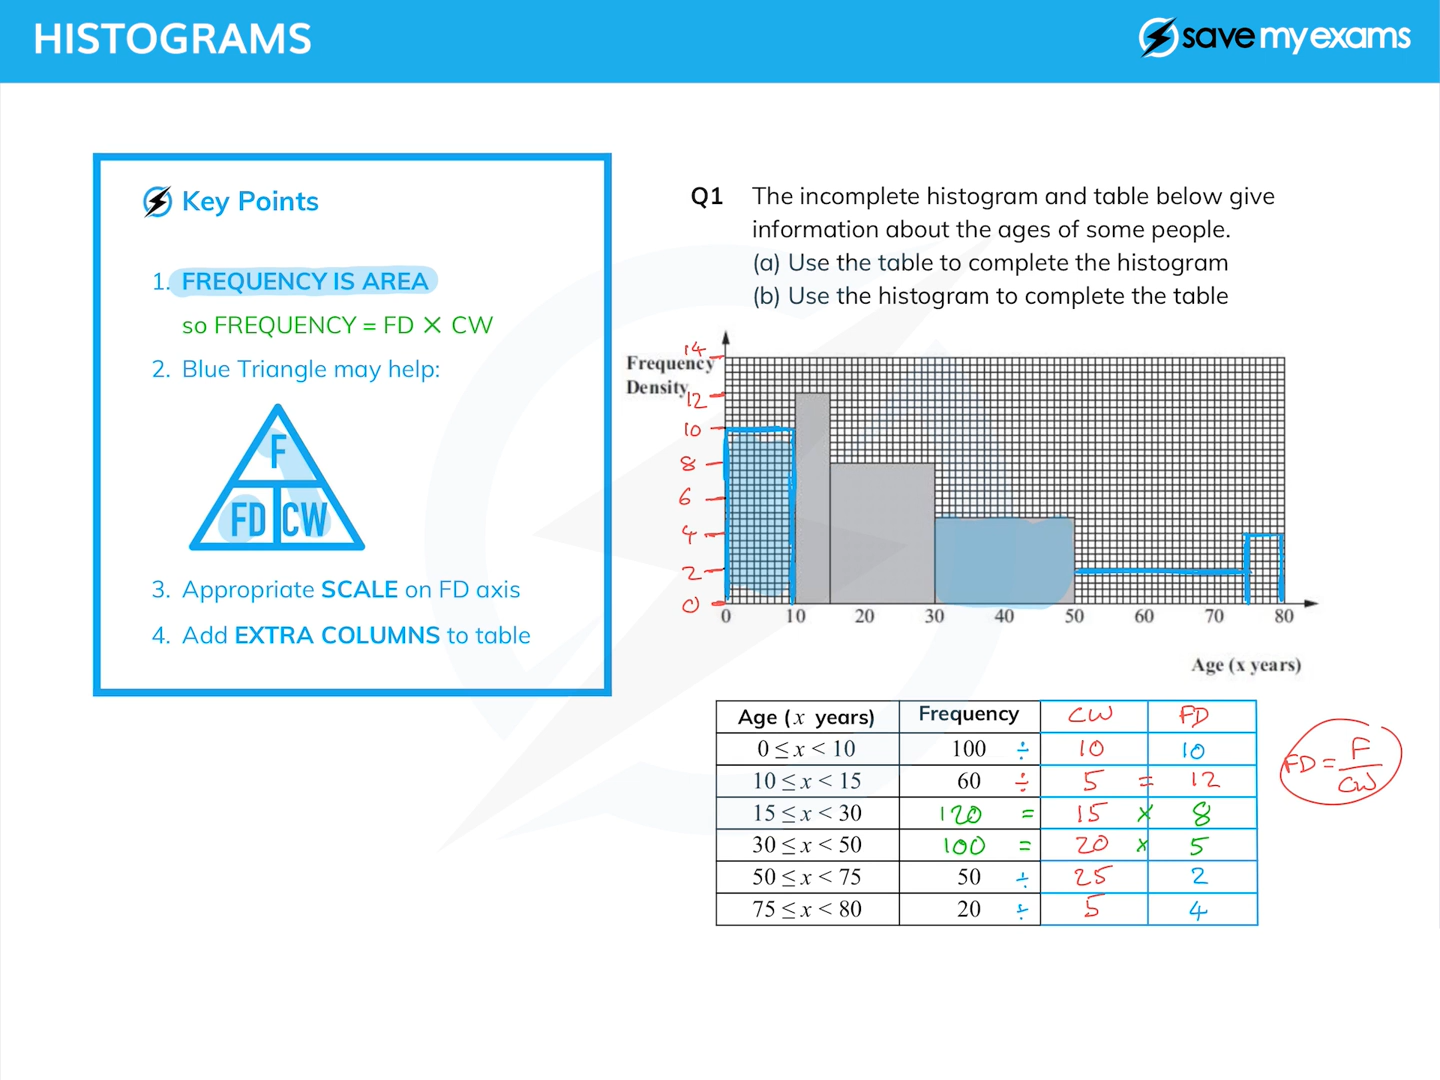 HISTOGRAMS
save my exams
Key Points
1. FREQUENCY IS AREA
so FREQUENCY = FD × CW
2. Blue Triangle may help:
F
FD CW
3. Appropriate SCALE on FD axis
4. Add EXTRA COLUMNS to table
Q1 The incomplete histogram and table below give
information about the ages of some people.
(a) Use the table to complete the histogram
(b) Use the histogram to complete the table
Frequency
Density
14
12
10
8
6
4
2
0
0 10 20 30 40 50 60 70 80
Age (x years)
Age (x years) Frequency CW FD
0 ≤ x < 10 100 ÷ 10 10
10 ≤ x < 15 60 ÷ 5 = 12
15 ≤ x < 30 120 = 15 × 8
30 ≤ x < 50 100 = 20 × 5
50 ≤ x < 75 50 ÷ 25 2
75 ≤ x < 80 20 ÷ 5 4
FD = F/CW